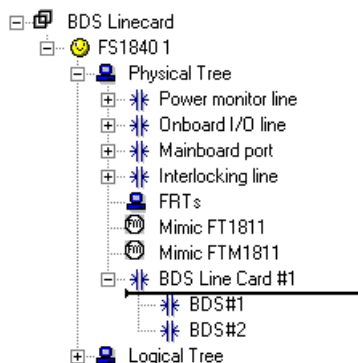 BDS Linecard
FS1840 1
Physical Tree
Power monitor line
Onboard I/O line
Mainboard port
Interlocking line
FRTs
Mimic FT1811
Mimic FTM1811
BDS Line Card #1
BDS#1
BDS#2
Logical Tree